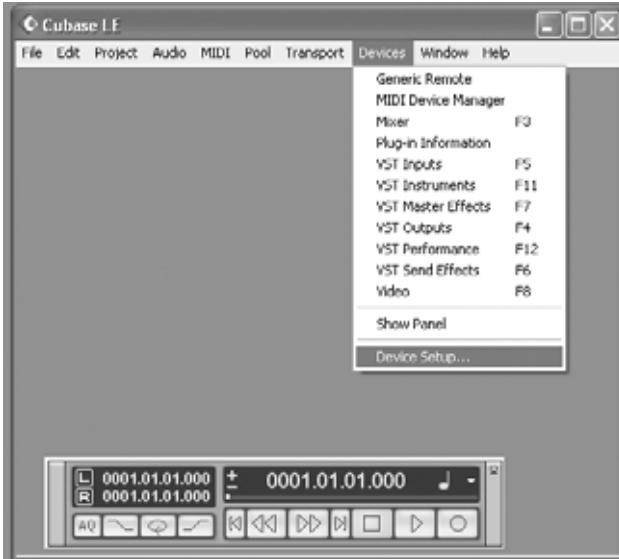 Cubase LE
File Edit Project Audio MIDI Pool Transport Devices Window Help
Generic Remote
MIDI Device Manager
Mixer F3
Plug-in Information
VST Inputs F5
VST Instruments F11
VST Master Effects F7
VST Outputs F4
VST Performance F12
VST Send Effects F6
Video F8
Show Panel
Device Setup...
L 0001.01.01.000 0001.01.01.000
R 0001.01.01.000
AQ